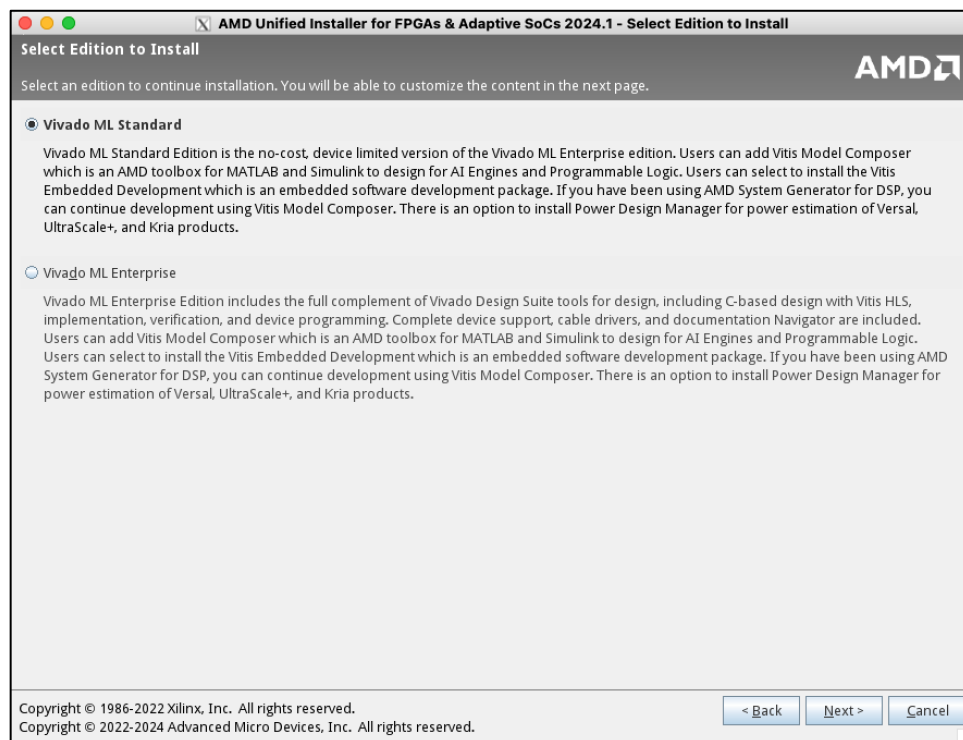 AMD Unified Installer for FPGAs & Adaptive SoCs 2024.1 - Select Edition to Install
Select Edition to Install
AMD
Select an edition to continue installation. You will be able to customize the content in the next page.
Vivado ML Standard
Vivado ML Standard Edition is the no-cost, device limited version of the Vivado ML Enterprise edition. Users can add Vitis Model Composer
which is an AMD toolbox for MATLAB and Simulink to design for AI Engines and Programmable Logic. Users can select to install the Vitis
Embedded Development which is an embedded software development package. If you have been using AMD System Generator for DSP, you
can continue development using Vitis Model Composer. There is an option to install Power Design Manager for power estimation of Versal,
UltraScale+, and Kria products.
Vivado ML Enterprise
Vivado ML Enterprise Edition includes the full complement of Vivado Design Suite tools for design, including C-based design with Vitis HLS,
implementation, verification, and device programming. Complete device support, cable drivers, and documentation Navigator are included.
Users can add Vitis Model Composer which is an AMD toolbox for MATLAB and Simulink to design for AI Engines and Programmable Logic.
Users can select to install the Vitis Embedded Development which is an embedded software development package. If you have been using AMD
System Generator for DSP, you can continue development using Vitis Model Composer. There is an option to install Power Design Manager for
power estimation of Versal, UltraScale+, and Kria products.
Copyright © 1986-2022 Xilinx, Inc. All rights reserved.
Copyright © 2022-2024 Advanced Micro Devices, Inc. All rights reserved.
< Back
Next >
Cancel